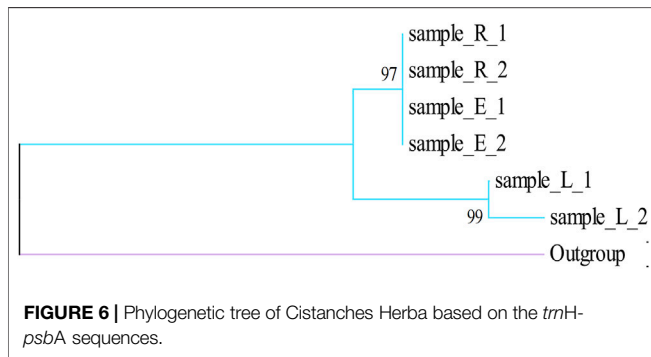 sample_R_1
sample_R_2
97
sample_E_1
sample_E_2
sample_L_1
99
sample_L_2
Outgroup
FIGURE 6 | Phylogenetic tree of Cistanches Herba based on the trnH-
psbA sequences.